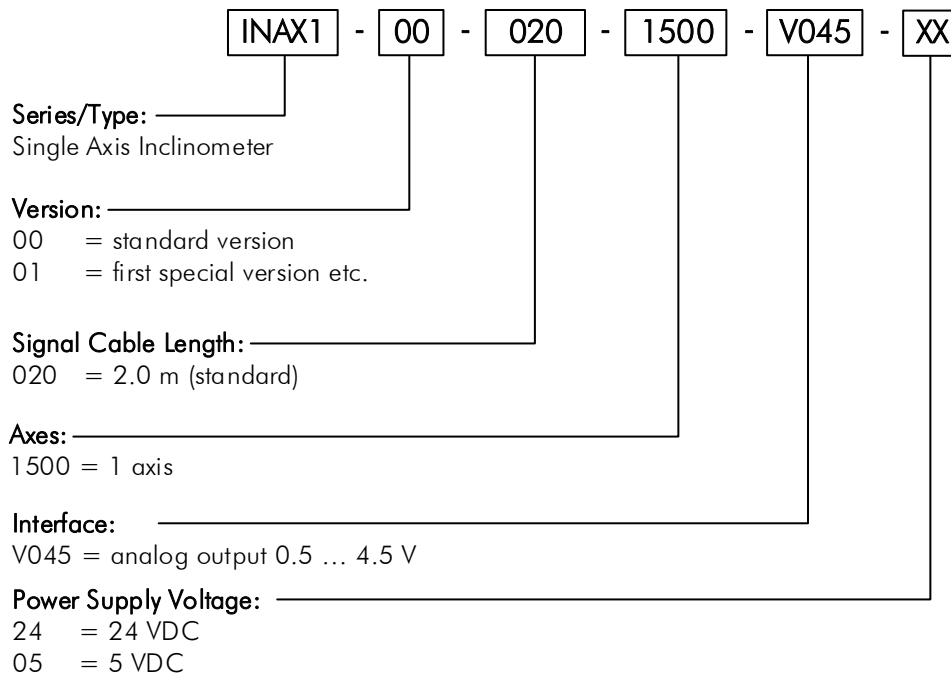 INAX1 - 00 - 020 - 1500 - V045 - XX
Series/Type:
Single Axis Inclinometer
Version:
00 = standard version
01 = first special version etc.
Signal Cable Length:
020 = 2.0 m (standard)
Axes:
1500 = 1 axis
Interface:
V045 = analog output 0.5 ... 4.5 V
Power Supply Voltage:
24 = 24 VDC
05 = 5 VDC